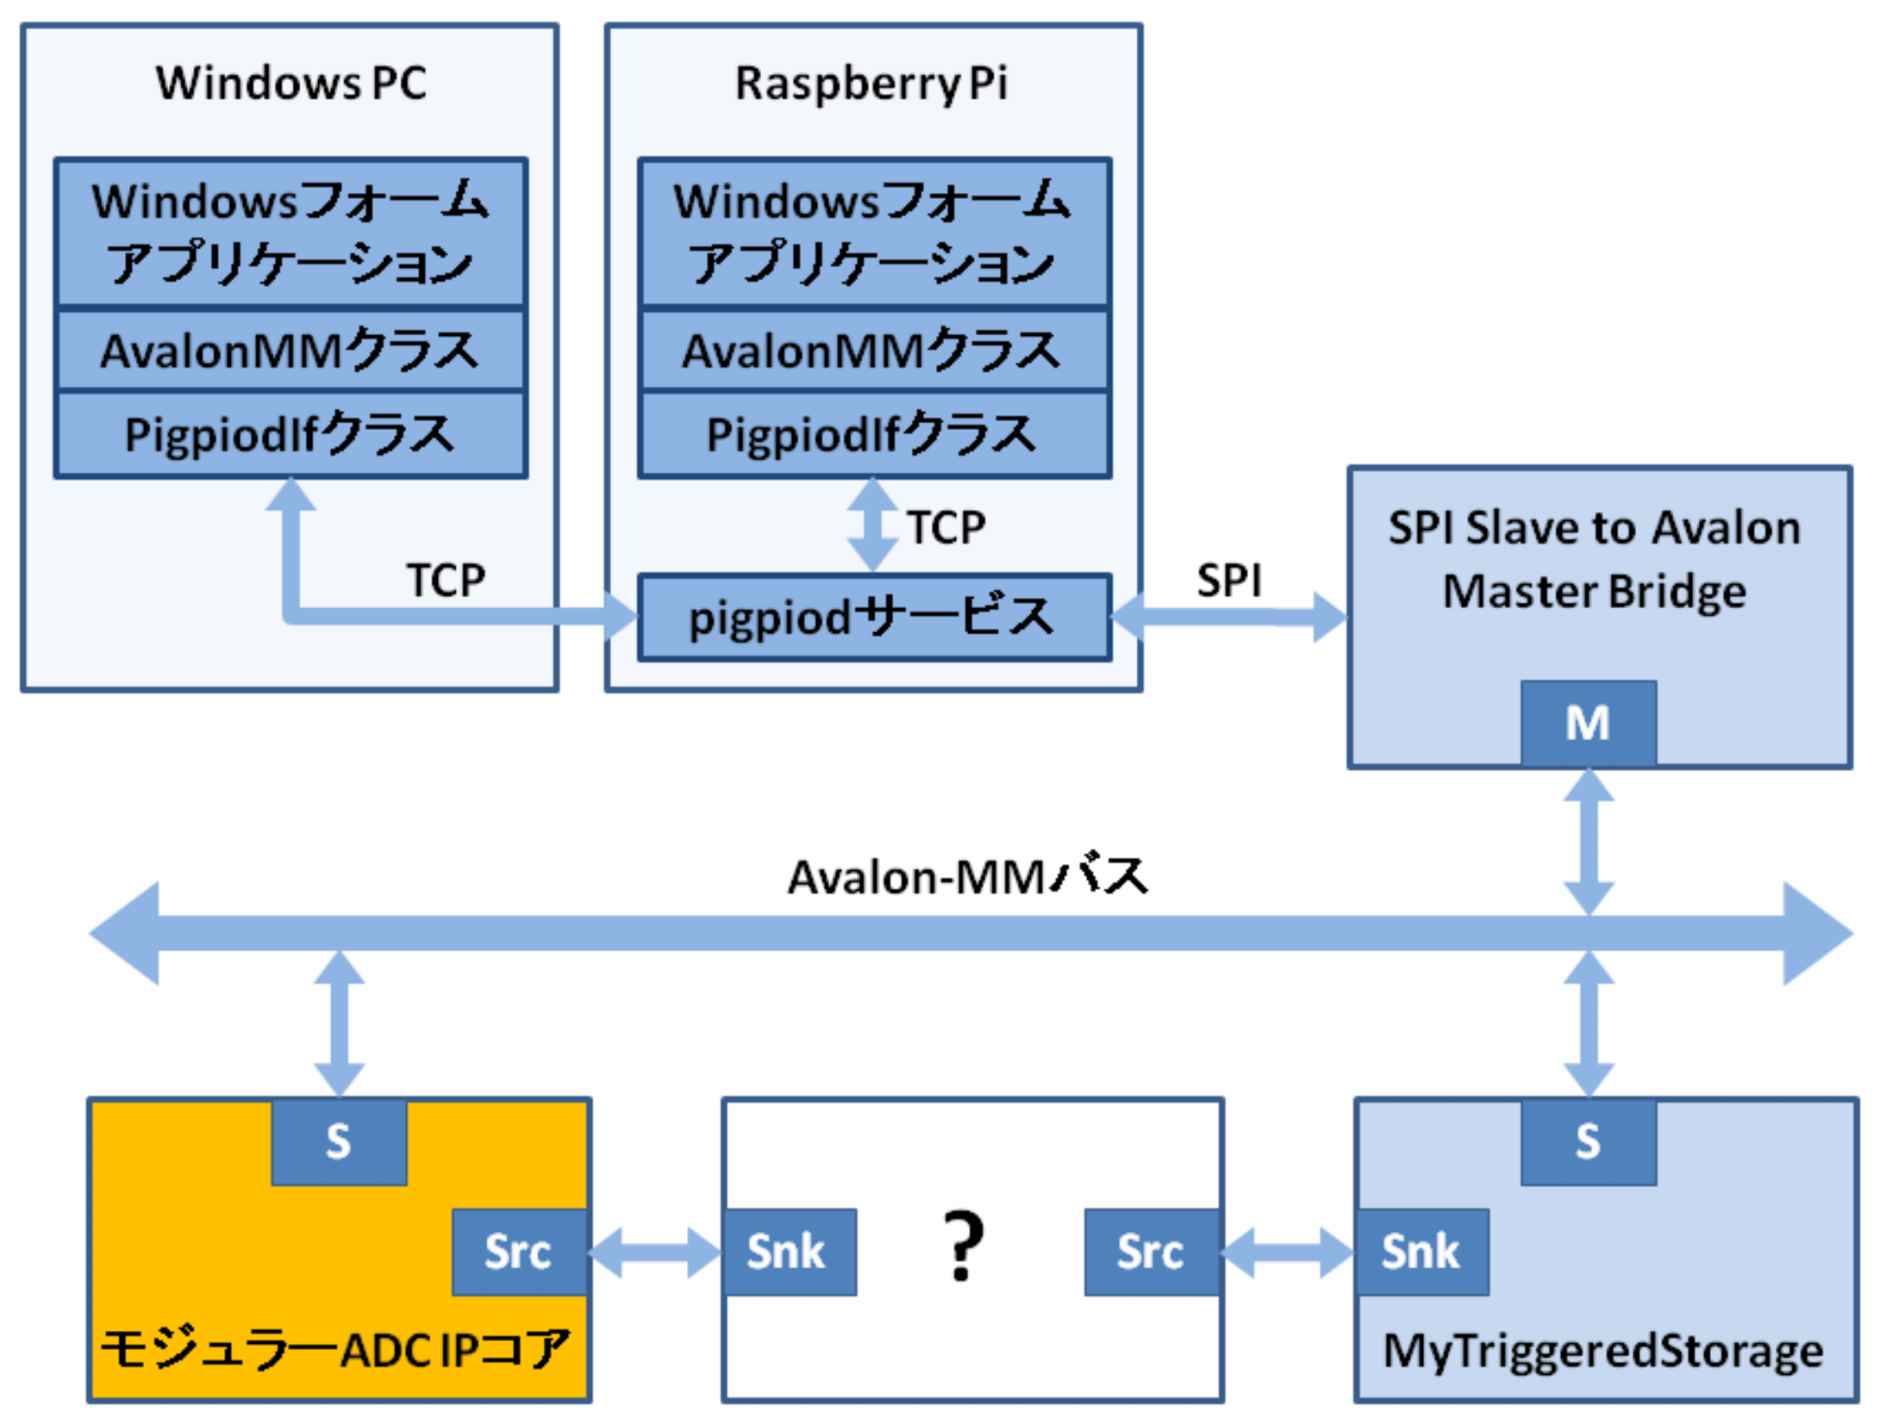 Windows PC
Windowsフォーム
アプリケーション
AvalonMMクラス
PigpiodIfクラス
TCP
Raspberry Pi
Windowsフォーム
アプリケーション
AvalonMMクラス
PigpiodIfクラス
TCP
pigpiodサービス
SPI
SPI Slave to Avalon
Master Bridge
M
Avalon-MMバス
S
Src
モジュラーADC IPコア
Snk
?
Src
S
Snk
MyTriggeredStorage